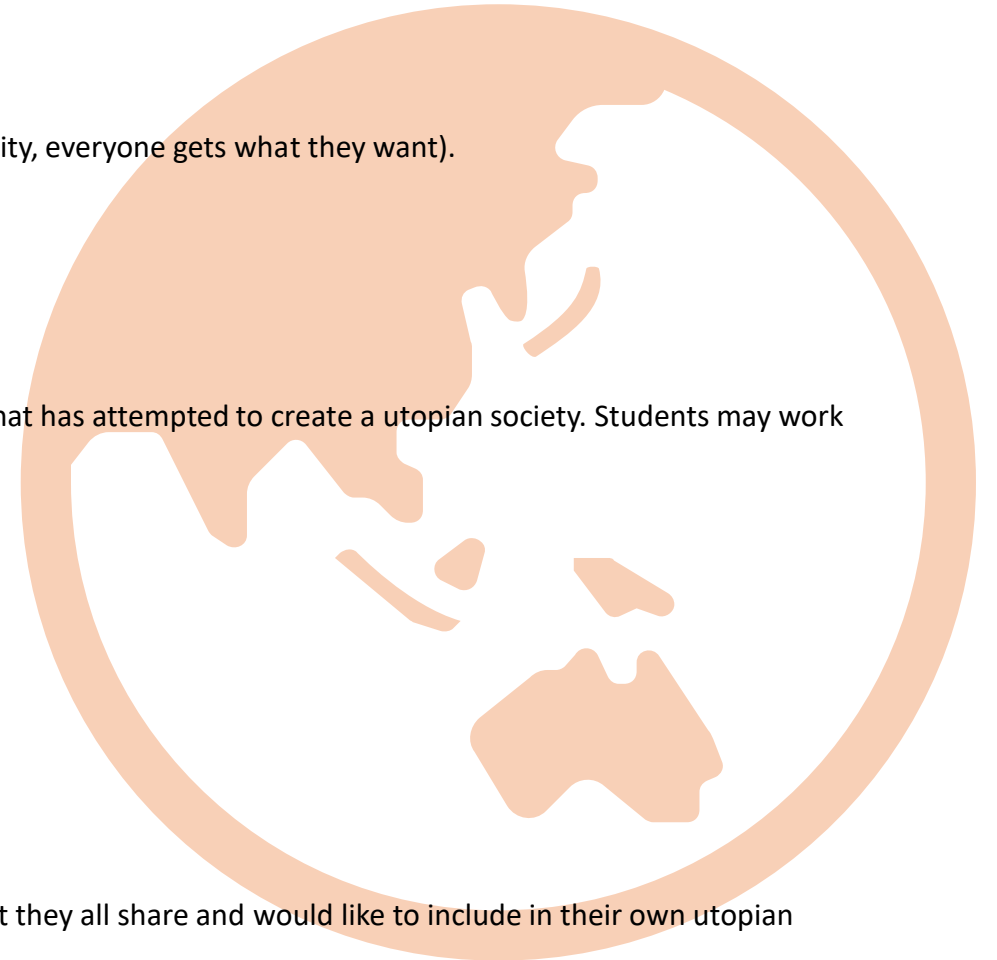 ity, everyone gets what they want).
hat has attempted to create a utopian society. Students may work
t they all share and would like to include in their own utopian